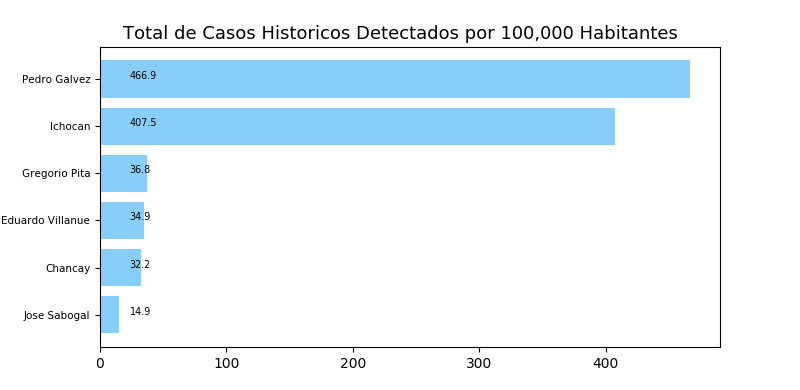 Total de Casos Historicos Detectados por 100,000 Habitantes
Pedro Galvez 466.9
Ichocan 407.5
Gregorio Pita 36.8
Eduardo Villanue 34.9
Chancay 32.2
Jose Sabogal 14.9
0 100 200 300 400